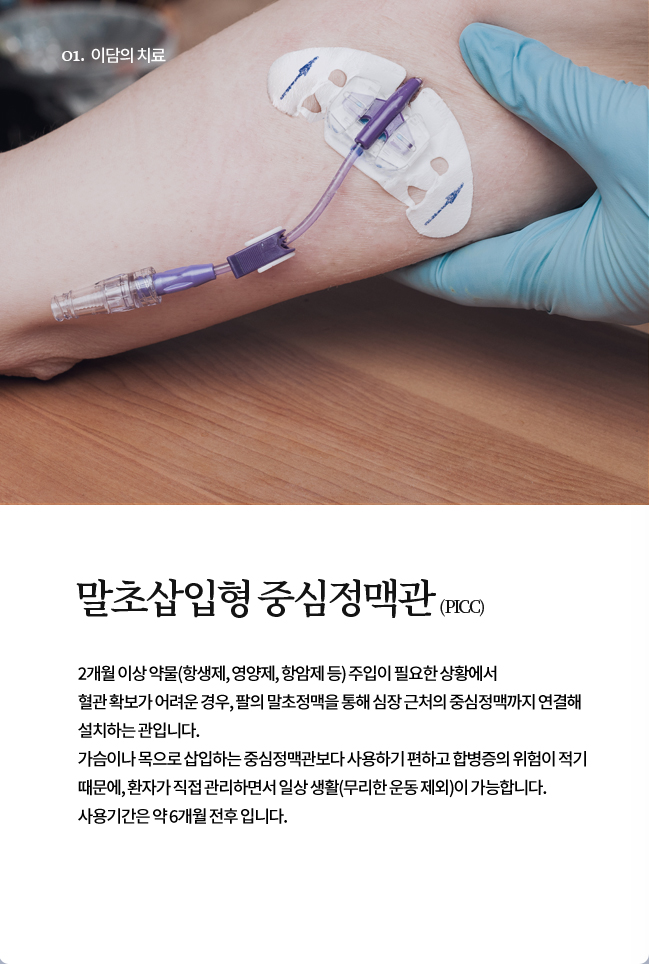 01. 이담의 치료
말초삽입형 중심정맥관 (PICC)
2개월 이상 약물(항생제, 영양제, 항암제 등) 주입이 필요한 상황에서
혈관 확보가 어려운 경우, 팔의 말초정맥을 통해 심장 근처의 중심정맥까지 연결해
설치하는 관입니다.
가슴이나 목으로 삽입하는 중심정맥관보다 사용하기 편하고 합병증의 위험이 적기
때문에, 환자가 직접 관리하면서 일상 생활(무리한 운동 제외)이 가능합니다.
사용기간은 약 6개월 전후 입니다.